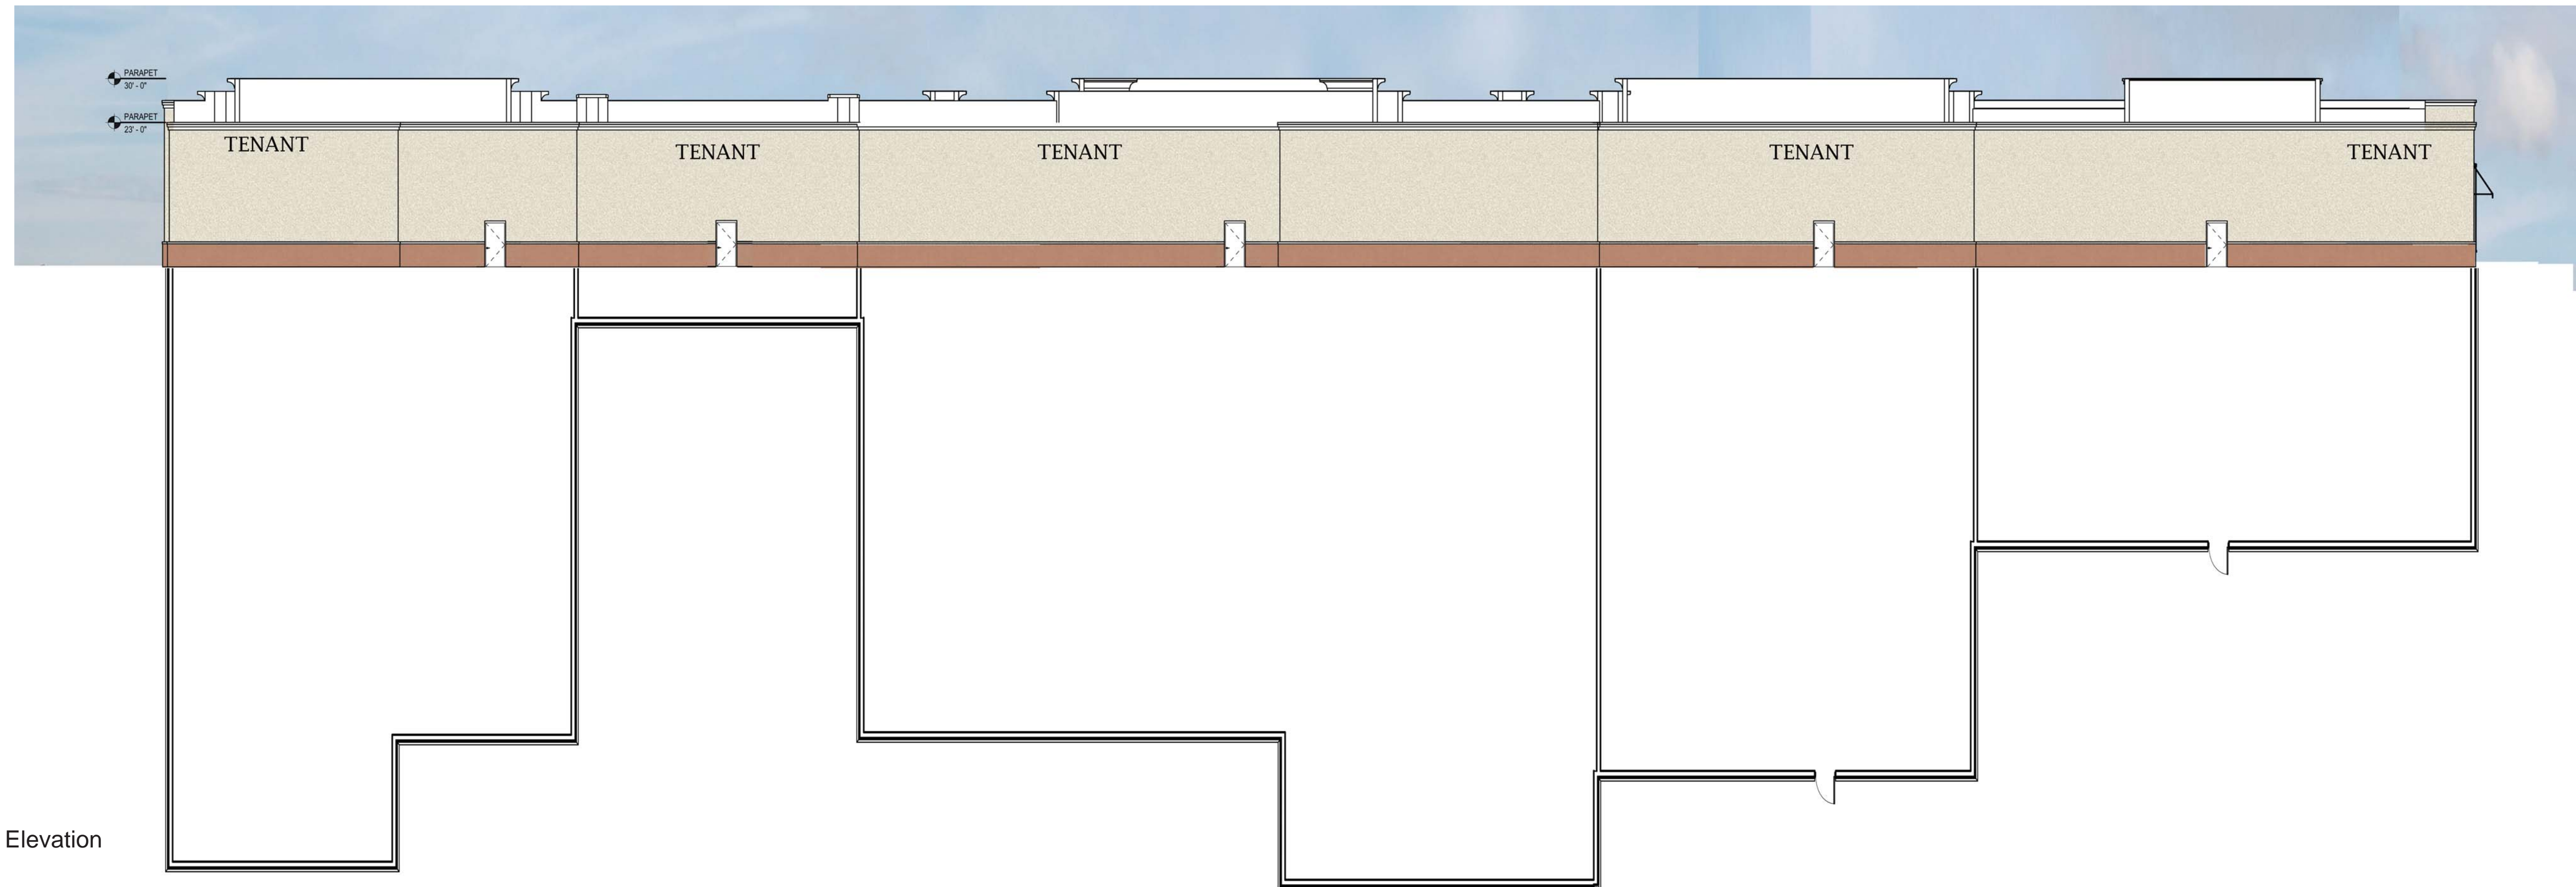 PARAPET
30' - 0"
PARAPET
23' - 0"
TENANT
TENANT
TENANT
TENANT
TENANT
Elevation